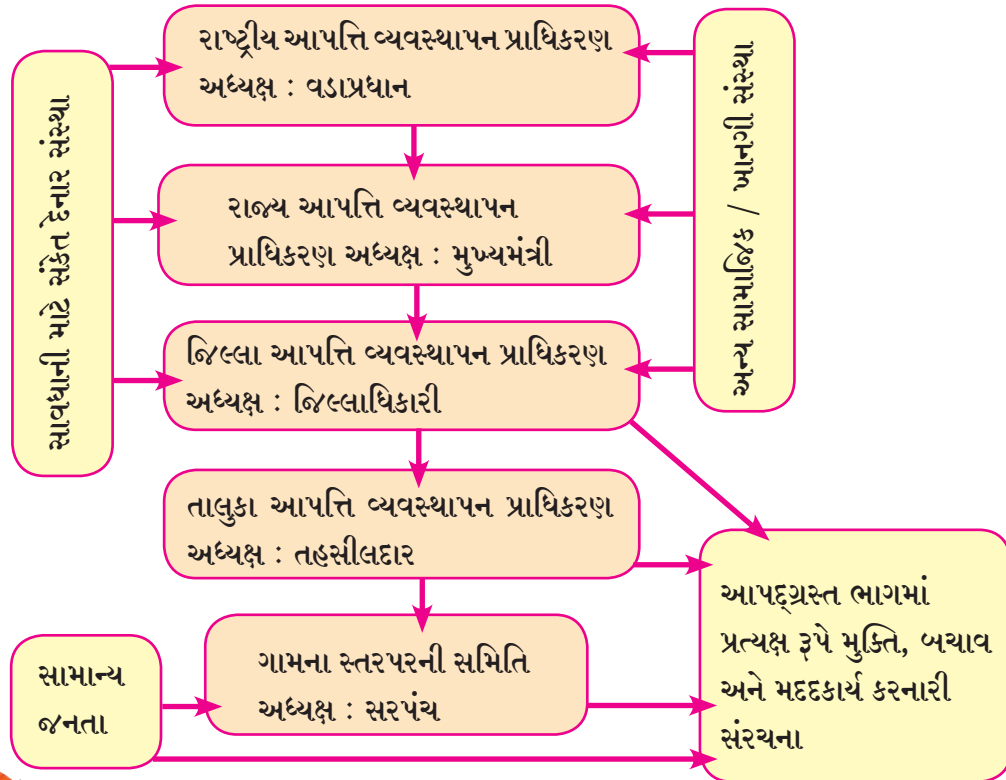 રાષ્ટ્રીય આપત્તિ વ્યવસ્થાપન પ્રાધિકરણ
અધ્યક્ષ : વડાપ્રધાન
સાવધાની માટે સંકેત દેનાર સંસ્થા
અન્ય સામાજિક / ખાનગી સંસ્થા
રાજ્ય આપત્તિ વ્યવસ્થાપન
પ્રાધિકરણ અધ્યક્ષ : મુખ્યમંત્રી
જિલ્લા આપત્તિ વ્યવસ્થાપન પ્રાધિકરણ
અધ્યક્ષ : જિલ્લાધિકારી
તાલુકા આપત્તિ વ્યવસ્થાપન પ્રાધિકરણ
અધ્યક્ષ : તહસીલદાર
ગામના સ્તરપરની સમિતિ
અધ્યક્ષ : સરપંચ
સામાન્ય
જનતા
આપદ્ગ્રસ્ત ભાગમાં
પ્રત્યક્ષ રૂપે મુક્તિ, બચાવ
અને મદદકાર્ય કરનારી
સંરચના